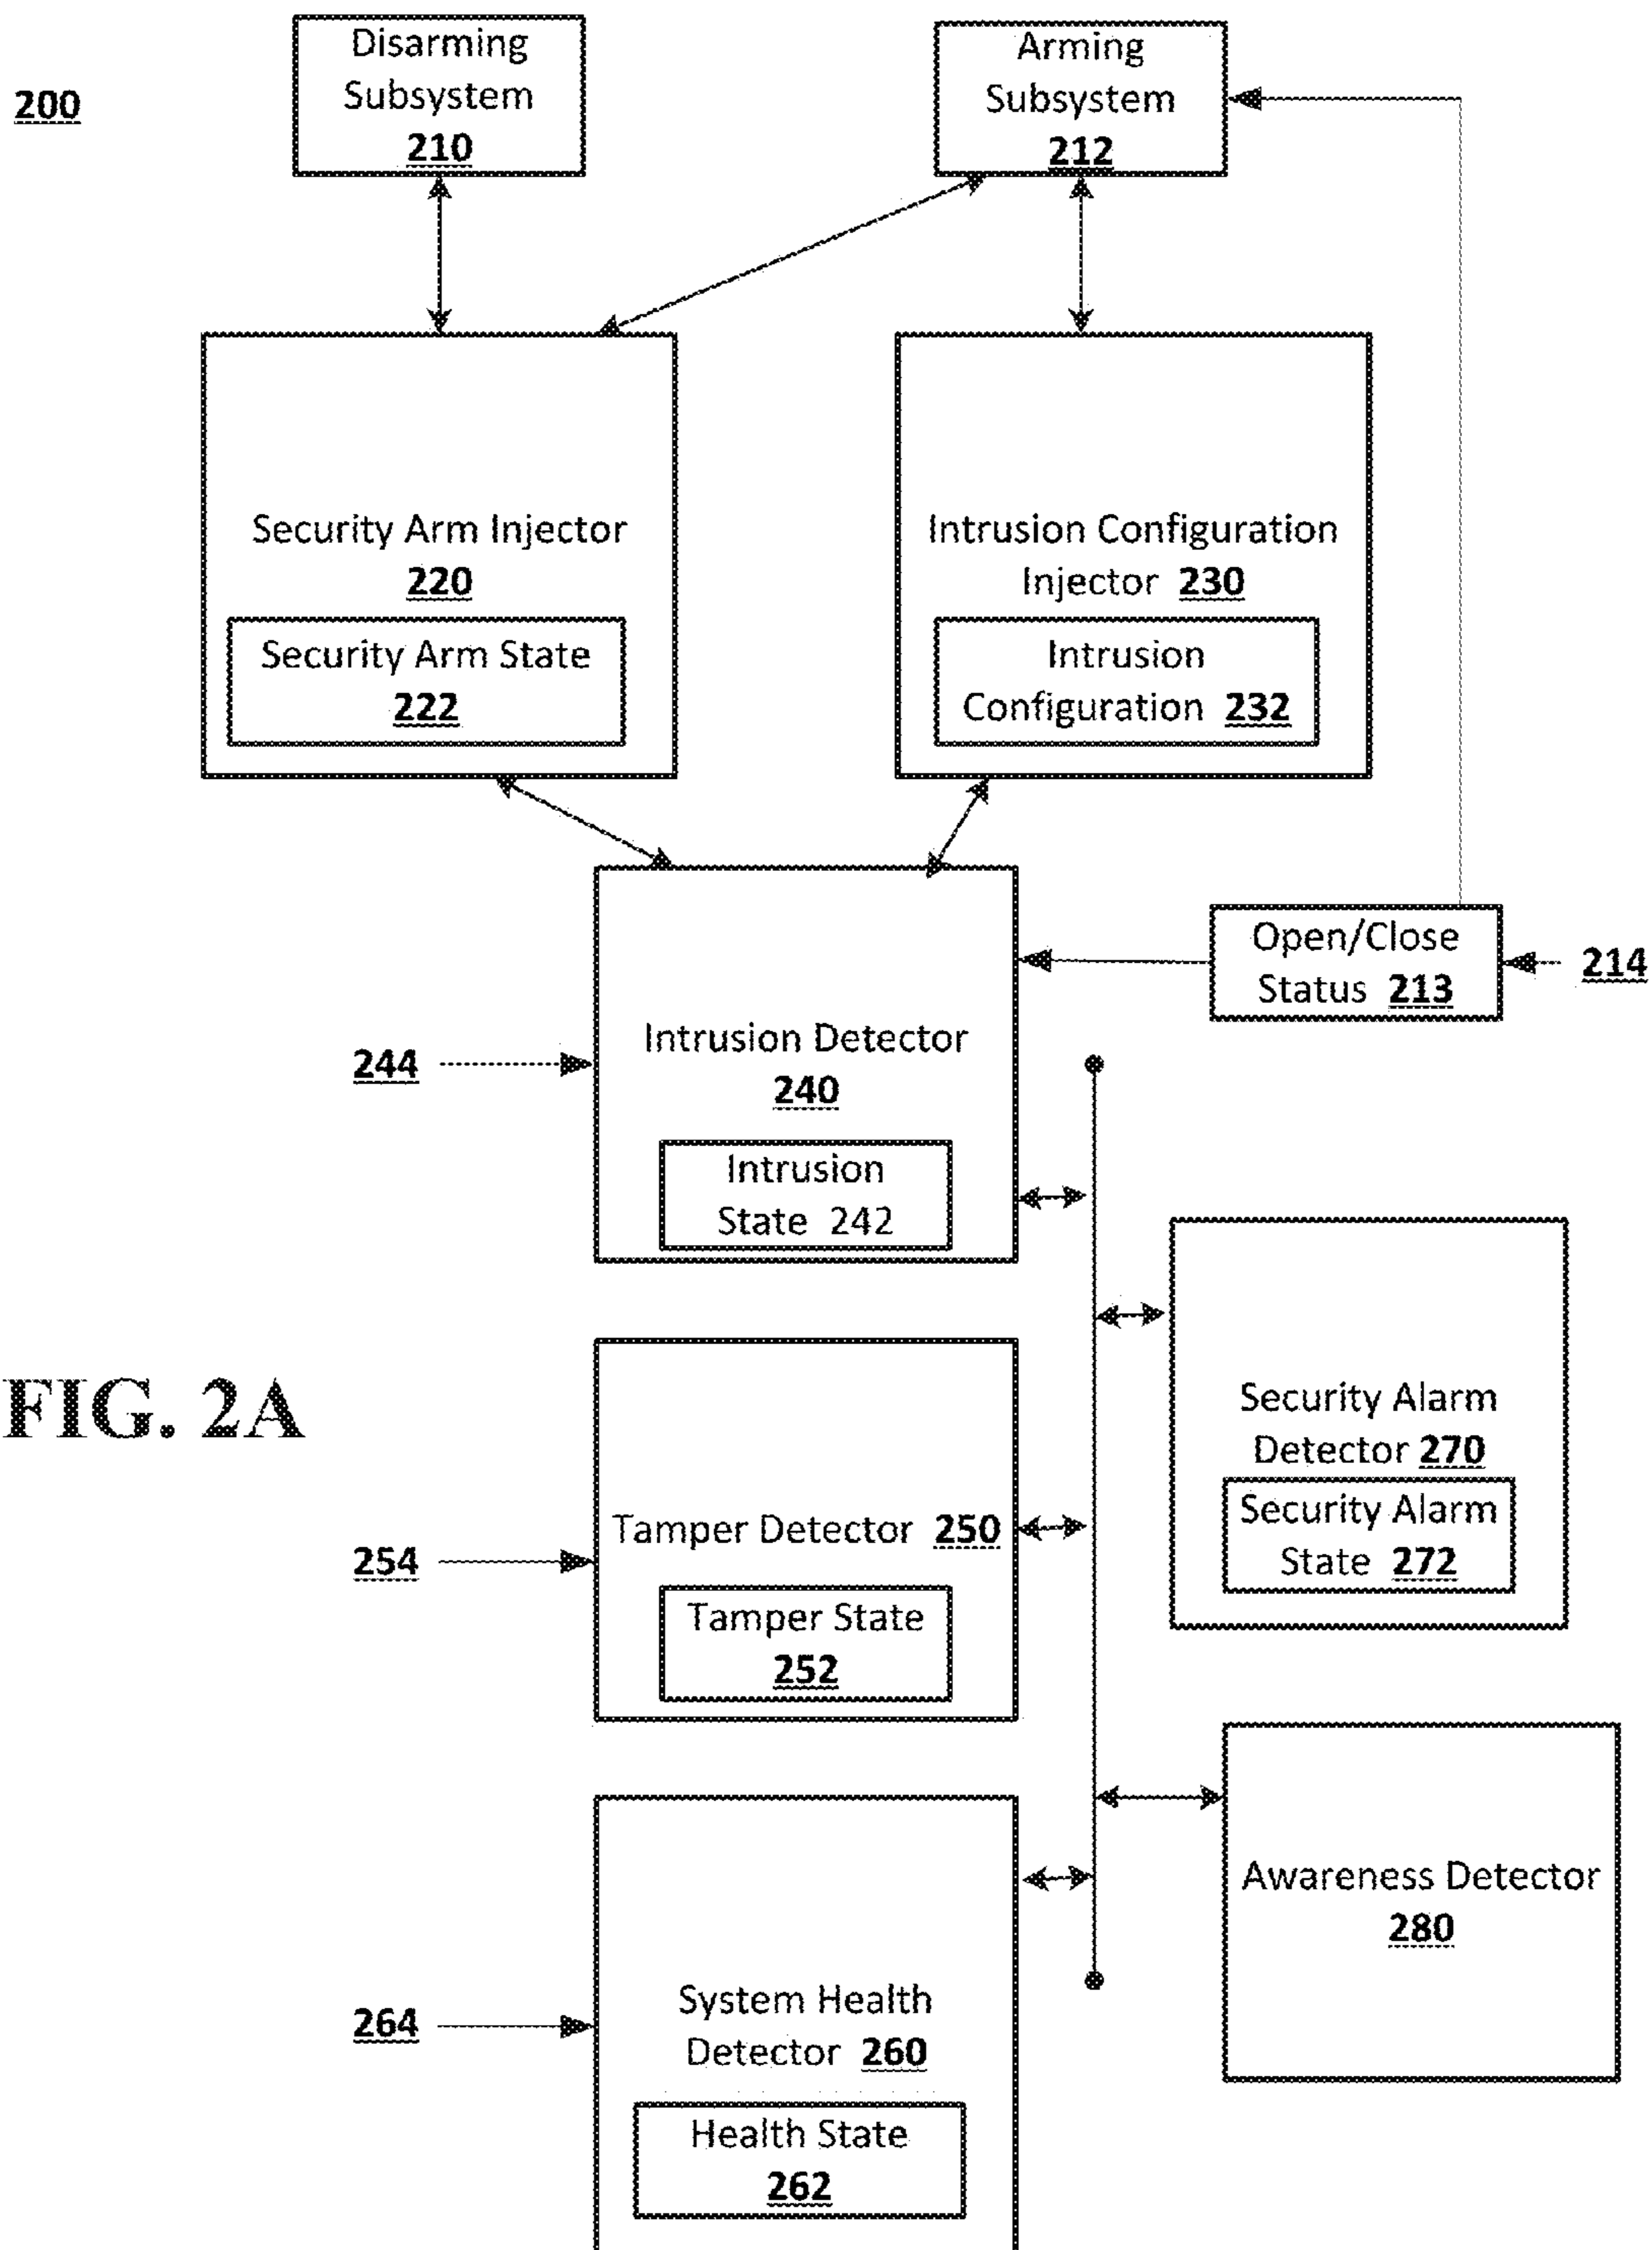 Disarming
Subsystem
210
Arming
Subsystem
212
200
Security Arm Injector
220
Security Arm State
222
Intrusion Configuration
Injector 230
Intrusion
Configuration 232
Open/Close
Status 213
214
Intrusion Detector
240
244
Intrusion
State 242
FIG. 2A
Security Alarm
Detector 270
Security Alarm
State 272
Tamper Detector 250
254
Tamper State
252
Awareness Detector
280
System Health
Detector 260
264
Health State
262